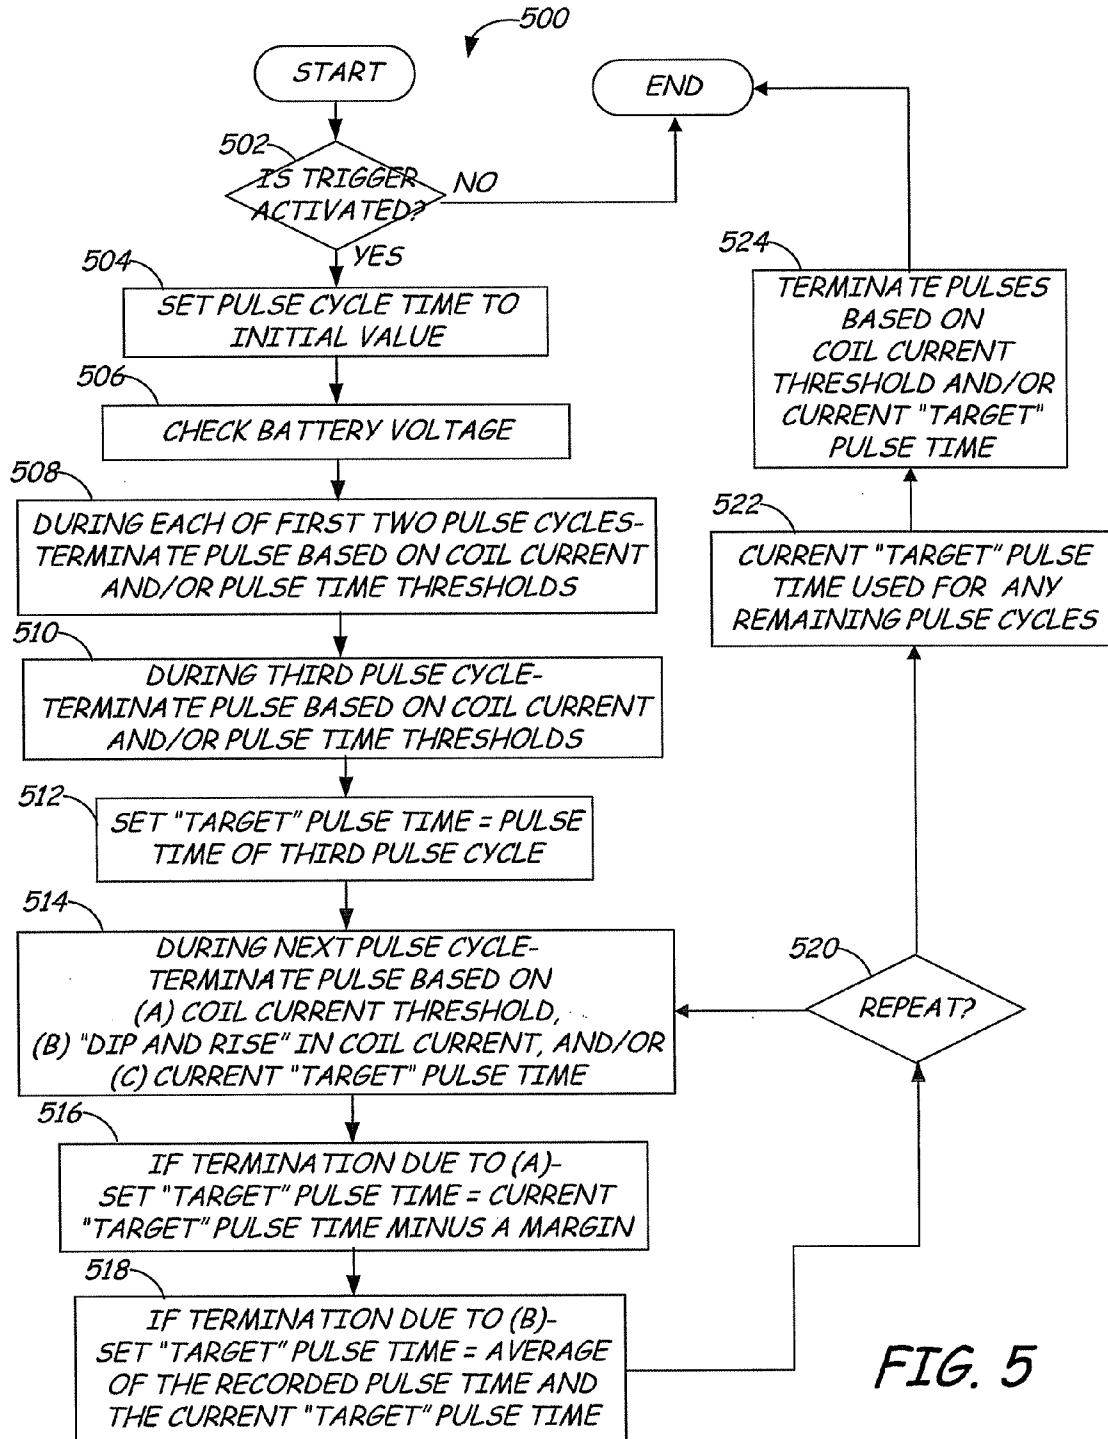 500
START
END
502
IS TRIGGER
ACTIVATED?
NO
YES
504
SET PULSE CYCLE TIME TO
INITIAL VALUE
506
CHECK BATTERY VOLTAGE
508
DURING EACH OF FIRST TWO PULSE CYCLES-
TERMINATE PULSE BASED ON COIL CURRENT
AND/OR PULSE TIME THRESHOLDS
510
DURING THIRD PULSE CYCLE-
TERMINATE PULSE BASED ON COIL CURRENT
AND/OR PULSE TIME THRESHOLDS
512
SET "TARGET" PULSE TIME = PULSE
TIME OF THIRD PULSE CYCLE
514
DURING NEXT PULSE CYCLE-
TERMINATE PULSE BASED ON
(A) COIL CURRENT THRESHOLD,
(B) "DIP AND RISE" IN COIL CURRENT, AND/OR
(C) CURRENT "TARGET" PULSE TIME
516
IF TERMINATION DUE TO (A)-
SET "TARGET" PULSE TIME = CURRENT
"TARGET" PULSE TIME MINUS A MARGIN
518
IF TERMINATION DUE TO (B)-
SET "TARGET" PULSE TIME = AVERAGE
OF THE RECORDED PULSE TIME AND
THE CURRENT "TARGET" PULSE TIME
520
REPEAT?
522
CURRENT "TARGET" PULSE
TIME USED FOR ANY
REMAINING PULSE CYCLES
524
TERMINATE PULSES
BASED ON
COIL CURRENT
THRESHOLD AND/OR
CURRENT "TARGET"
PULSE TIME
FIG. 5